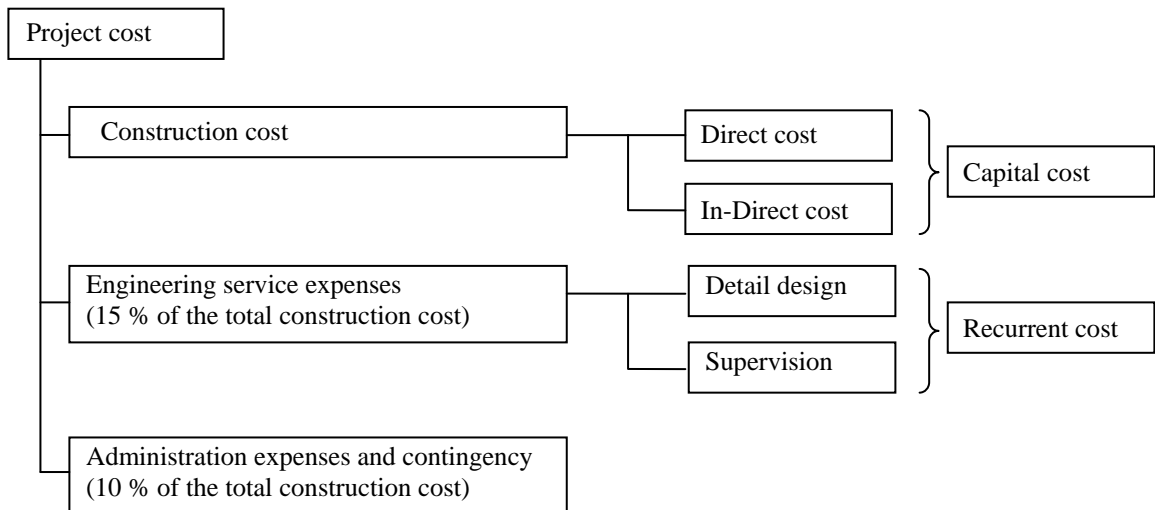 Project cost
Construction cost
Direct cost
In-Direct cost
Capital cost
Engineering service expenses
(15 % of the total construction cost)
Detail design
Supervision
Recurrent cost
Administration expenses and contingency
(10 % of the total construction cost)